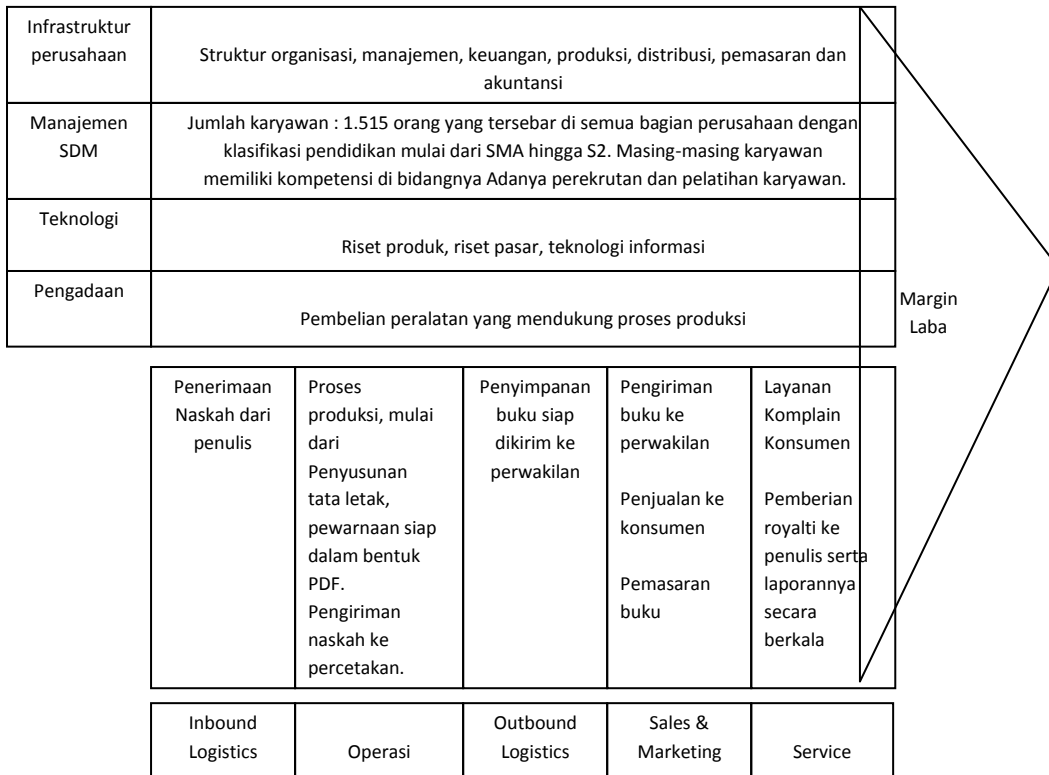 Infrastruktur
perusahaan
Struktur organisasi, manajemen, keuangan, produksi, distribusi, pemasaran dan
akuntansi
Manajemen
SDM
Jumlah karyawan : 1.515 orang yang tersebar di semua bagian perusahaan dengan
klasifikasi pendidikan mulai dari SMA hingga S2. Masing-masing karyawan
memiliki kompetensi di bidangnya Adanya perekrutan dan pelatihan karyawan.
Teknologi
Riset produk, riset pasar, teknologi informasi
Pengadaan
Pembelian peralatan yang mendukung proses produksi
Margin
Laba
Penerimaan
Naskah dari
penulis
Proses
produksi, mulai
dari
Penyusunan
tata letak,
pewarnaan siap
dalam bentuk
PDF.
Pengiriman
naskah ke
percetakan.
Penyimpanan
buku siap
dikirim ke
perwakilan
Pengiriman
buku ke
perwakilan
Penjualan ke
konsumen
Pemasaran
buku
Layanan
Komplain
Konsumen
Pemberian
royalti ke
penulis serta
laporannya
secara
berkala
Inbound
Logistics
Operasi
Outbound
Logistics
Sales &
Marketing
Service